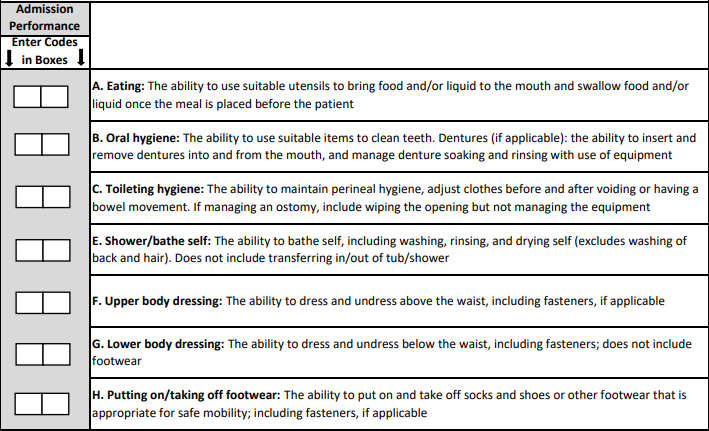 Admission
Performance
Enter Codes
in Boxes
A. Eating: The ability to use suitable utensils to bring food and/or liquid to the mouth and swallow food and/or
liquid once the meal is placed before the patient
B. Oral hygiene: The ability to use suitable items to clean teeth. Dentures (if applicable): the ability to insert and
remove dentures into and from the mouth, and manage denture soaking and rinsing with use of equipment
C. Toileting hygiene: The ability to maintain perineal hygiene, adjust clothes before and after voiding or having a
bowel movement. If managing an ostomy, include wiping the opening but not managing the equipment
E. Shower/bathe self: The ability to bathe self, including washing, rinsing, and drying self (excludes washing of
back and hair). Does not include transferring in/out of tub/shower
F. Upper body dressing: The ability to dress and undress above the waist, including fasteners, if applicable
G. Lower body dressing: The ability to dress and undress below the waist, including fasteners; does not include
footwear
H. Putting on/taking off footwear: The ability to put on and take off socks and shoes or other footwear that is
appropriate for safe mobility; including fasteners, if applicable